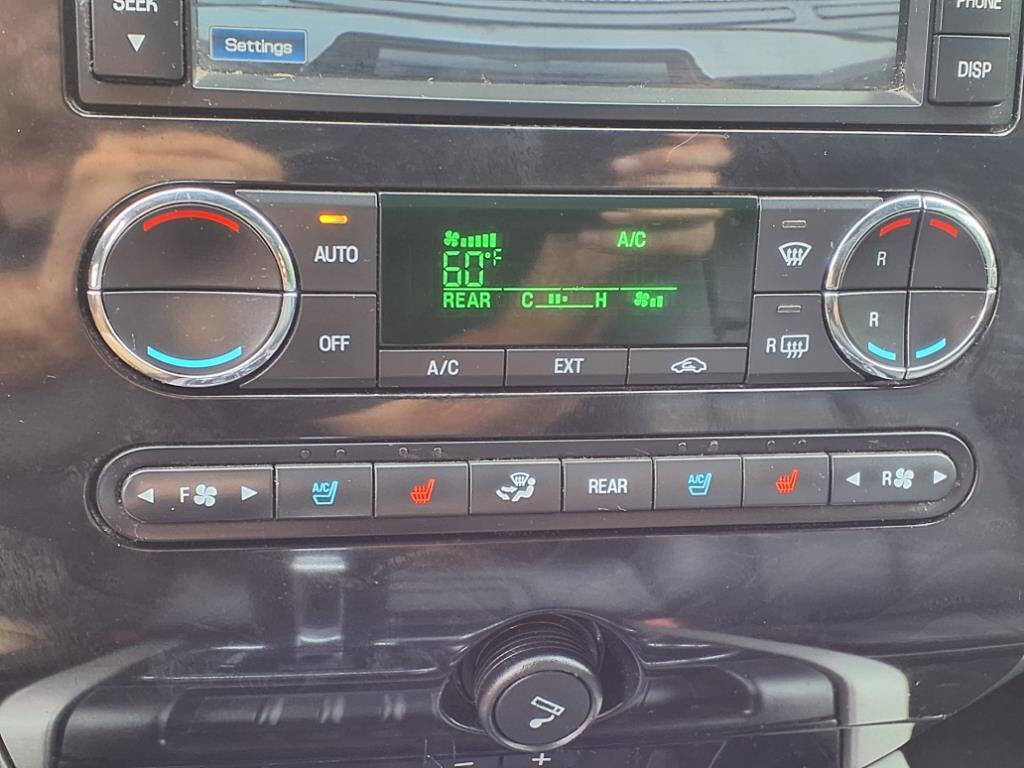 SEEK
PHONE
Settings
DISP
AUTO
A/C
60°F
REAR C H
R
R
OFF
R
A/C
EXT
F
A/C
REAR
A/C
R